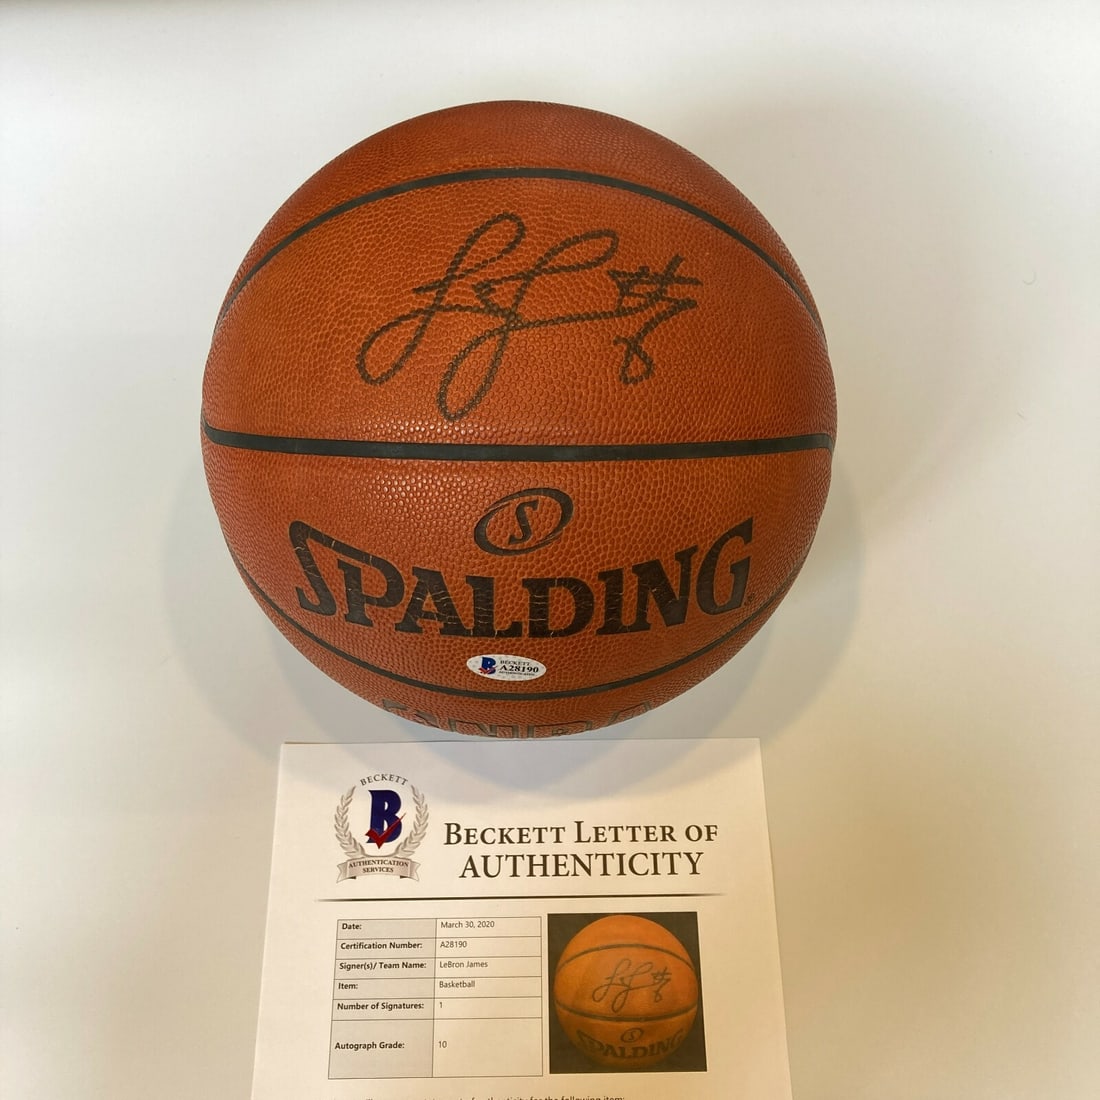 S
SPALDING
B BECKETT
A28190
AUTHENTICATION
BECKETT
B
AUTHENTICATION
SERVICES
BECKETT LETTER OF
AUTHENTICITY
Date: March 30, 2020
Certification Number: A28190
Signer(s)/ Team Name: LeBron James
Item: Basketball
Number of Signatures: 1
Autograph Grade: 10
S
SPALDING